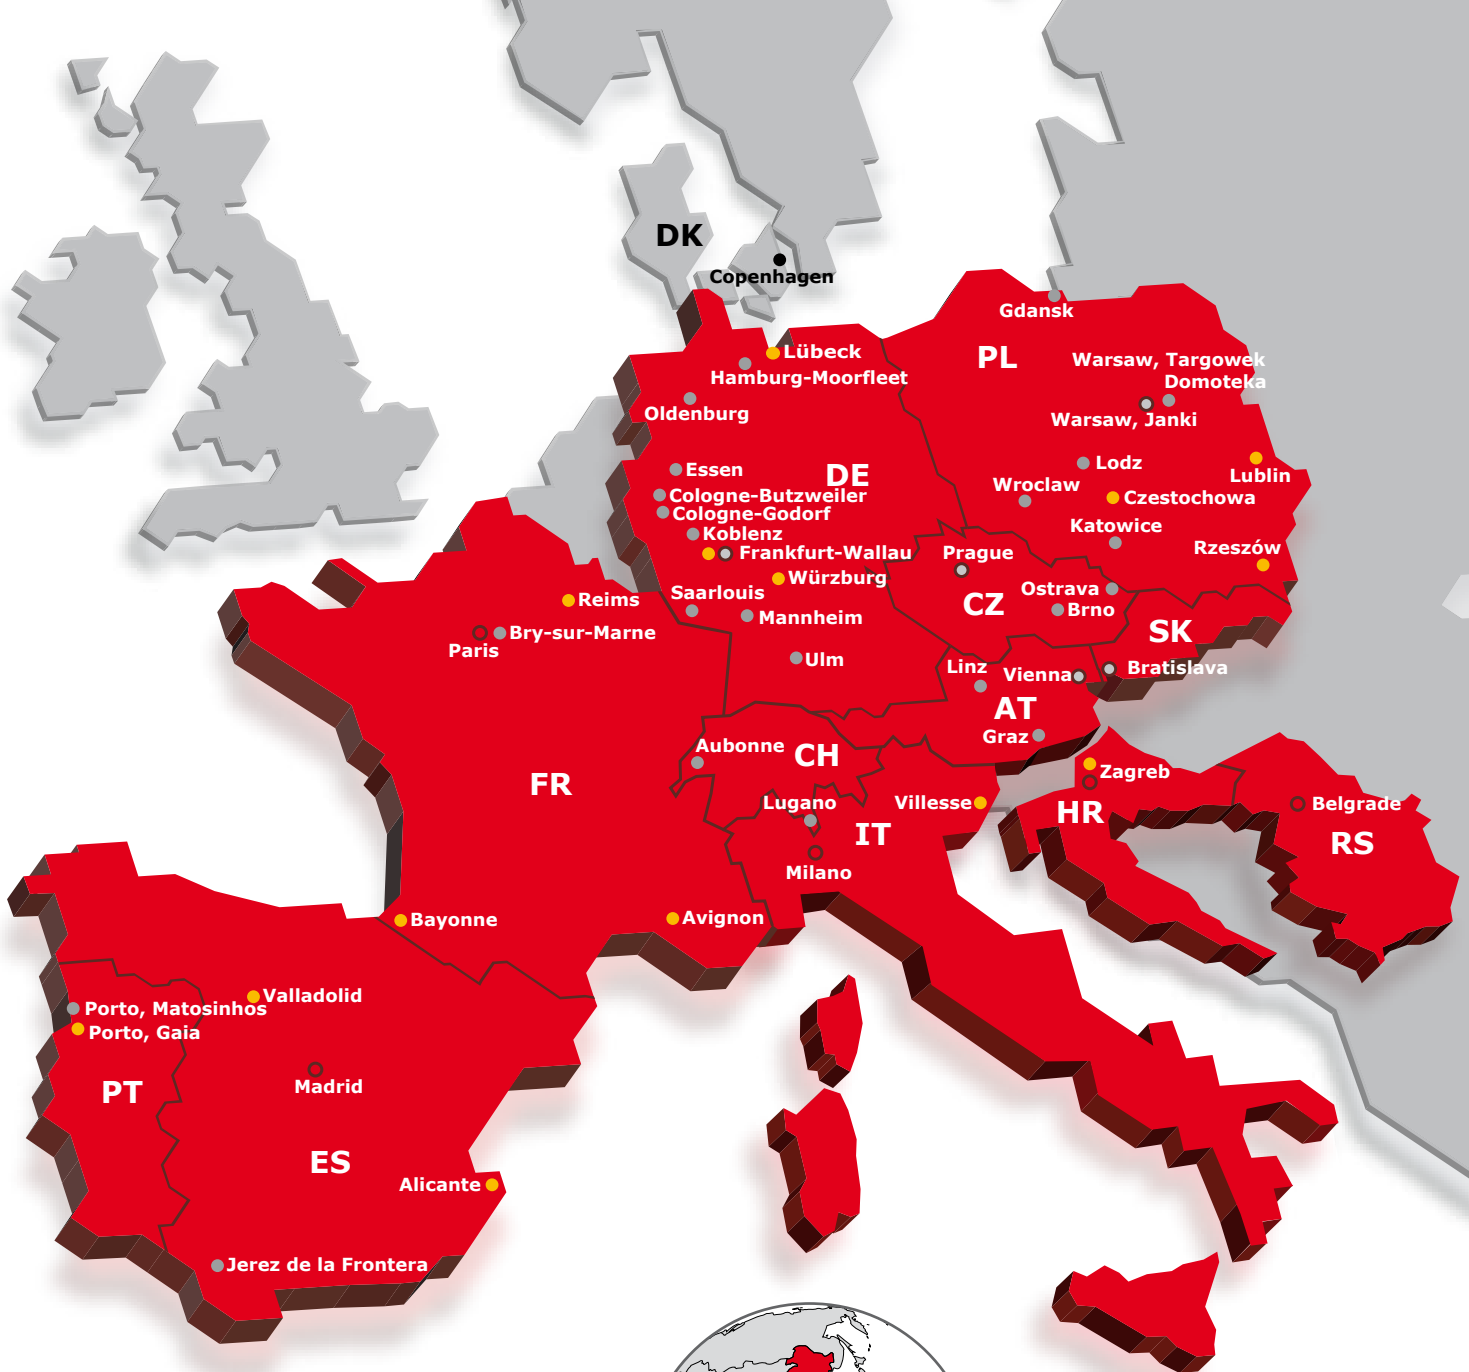 DK
Copenhagen
Gdansk
PL
Lübeck
Warsaw, Targowek
Hamburg-Moorfleet
Domoteka
Oldenburg
Warsaw, Janki
Essen
DE
Lodz
Lublin
Cologne-Butzweiler
Wroclaw
Czestochowa
Cologne-Godorf
Katowice
Koblenz
Frankfurt-Wallau
Prague
Rzeszów
Würzburg
Saarlouis
Ostrava
Reims
CZ
Brno
Mannheim
Bry-sur-Marne
SK
Paris
Ulm
Linz
Vienna
Bratislava
AT
Graz
Aubonne
CH
Zagreb
FR
Lugano
Villesse
Belgrade
HR
IT
RS
Milano
Bayonne
Avignon
Valladolid
Porto, Matosinhos
Porto, Gaia
Madrid
PT
ES
Alicante
Jerez de la Frontera